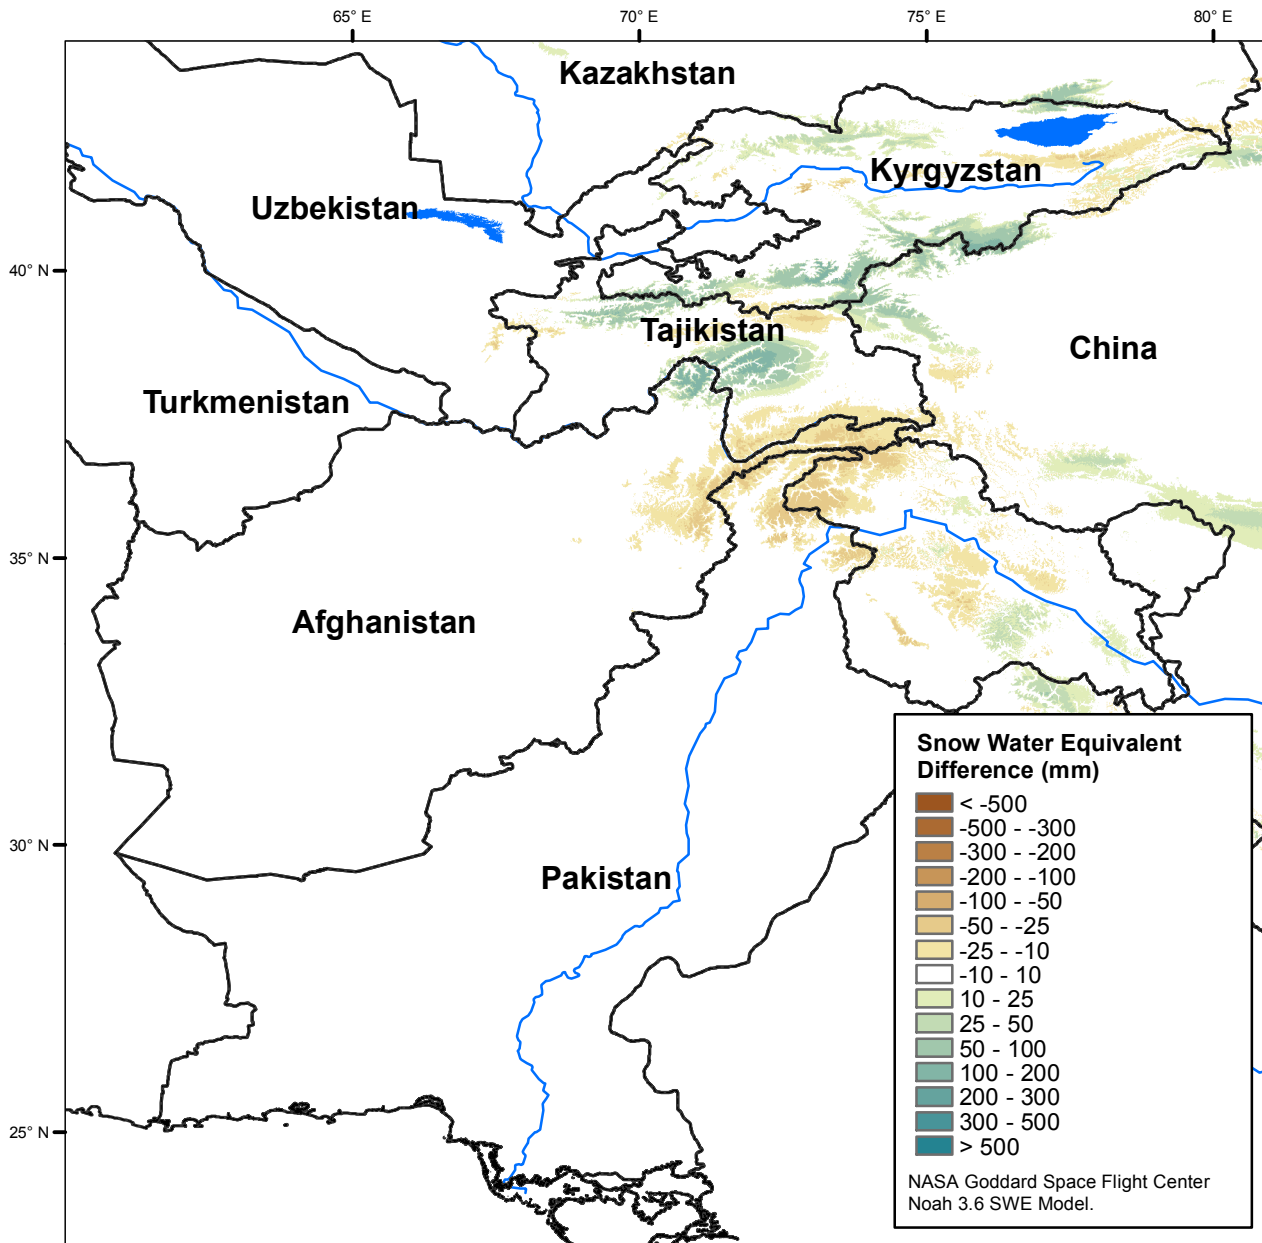 65° E
70° E
75° E
80° E
Kazakhstan
Kyrgyzstan
Uzbekistan
40° N
Tajikistan
China
Turkmenistan
35° N
Afghanistan
Snow Water Equivalent
Difference (mm)
< -500
-500 - -300
-300 - -200
-200 - -100
-100 - -50
-50 - -25
-25 - -10
-10 - 10
10 - 25
25 - 50
50 - 100
100 - 200
200 - 300
300 - 500
> 500
NASA Goddard Space Flight Center
Noah 3.6 SWE Model.
30° N
Pakistan
25° N